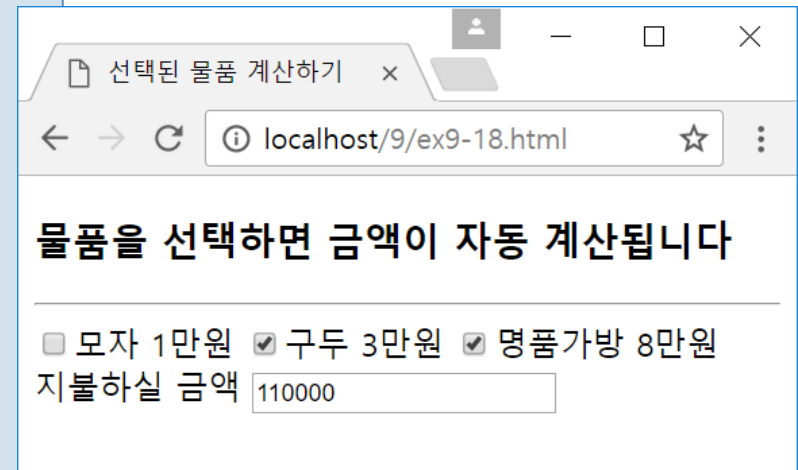 선택된 물품 계산하기
localhost/9/ex9-18.html
물품을 선택하면 금액이 자동 계산됩니다
모자 1만원 구두 3만원 명품가방 8만원
지불하실 금액 110000